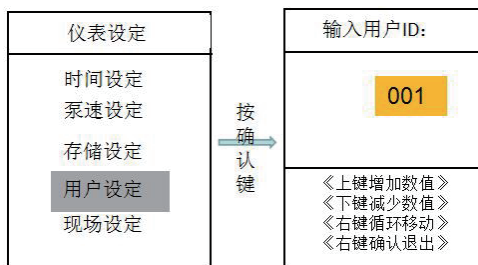 仪表设定
时间设定
泵速设定
存储设定
用户设定
现场设定
按确认键
输入用户ID:
001
《上键增加数值》
《下键减少数值》
《右键循环移动》
《右键确认退出》